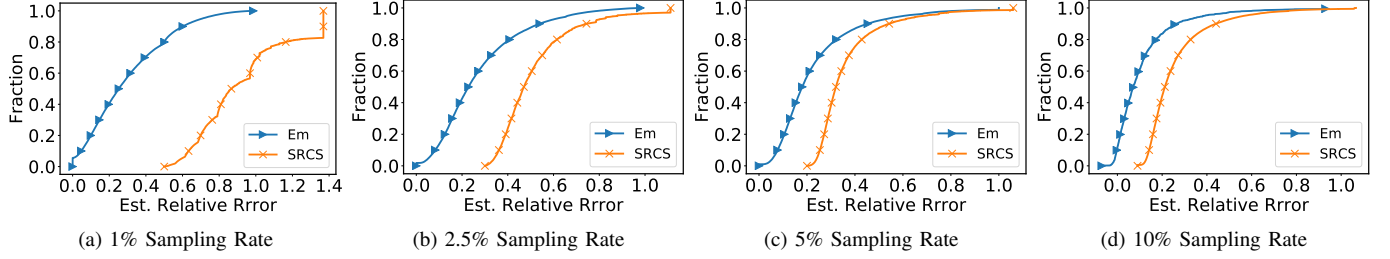 Fraction
1.0
0.8
0.6
0.4
0.2
0.0
0.0 0.2 0.4 0.6 0.8 1.0 1.2 1.4
Est. Relative Rrror
Em
SRCS
(a) 1% Sampling Rate
Fraction
1.0
0.8
0.6
0.4
0.2
0.0
0.0 0.2 0.4 0.6 0.8 1.0
Est. Relative Rrror
Em
SRCS
(b) 2.5% Sampling Rate
Fraction
1.0
0.8
0.6
0.4
0.2
0.0
0.0 0.2 0.4 0.6 0.8 1.0
Est. Relative Rrror
Em
SRCS
(c) 5% Sampling Rate
Fraction
1.0
0.8
0.6
0.4
0.2
0.0
0.0 0.2 0.4 0.6 0.8 1.0
Est. Relative Rrror
Em
SRCS
(d) 10% Sampling Rate